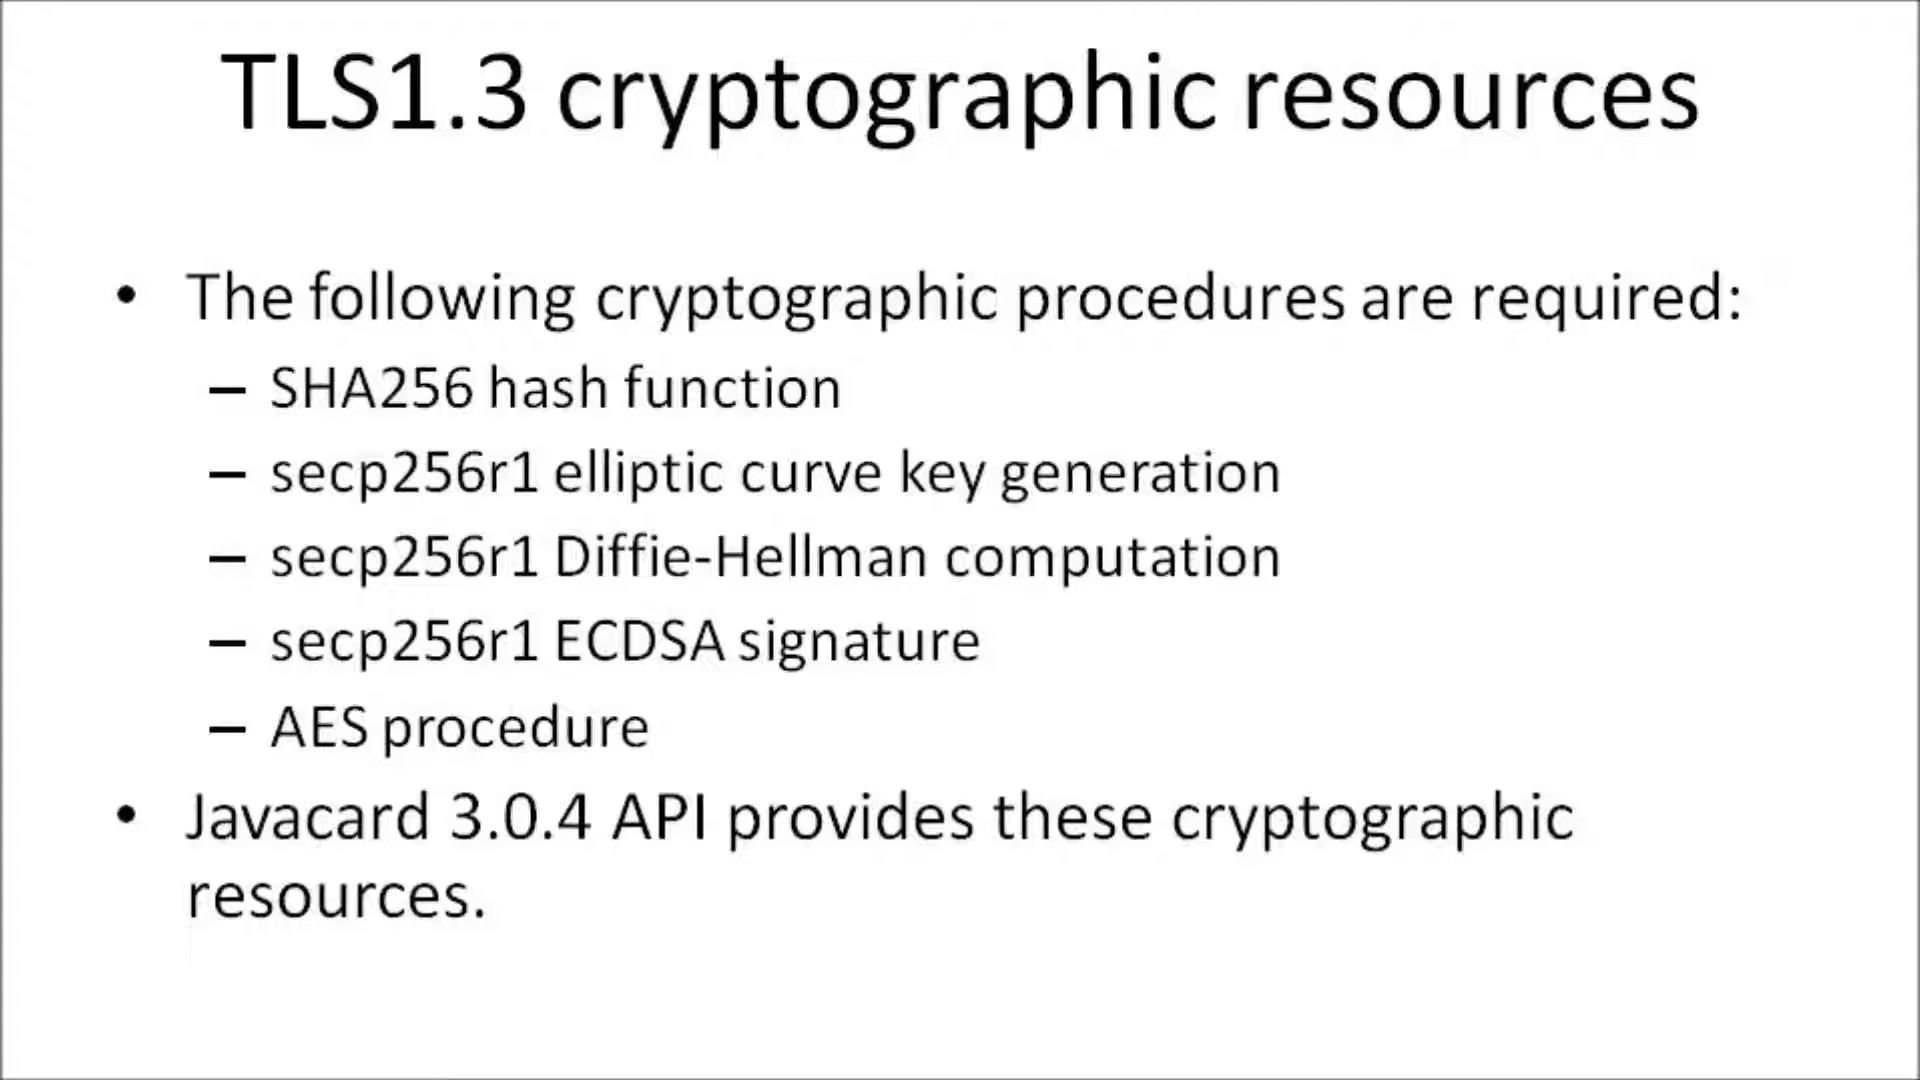 TLS1.3 cryptographic resources
• The following cryptographic procedures are required:
– SHA256 hash function
– secp256r1 elliptic curve key generation
– secp256r1 Diffie-Hellman computation
– secp256r1 ECDSA signature
– AES procedure
• Javacard 3.0.4 API provides these cryptographic
resources.